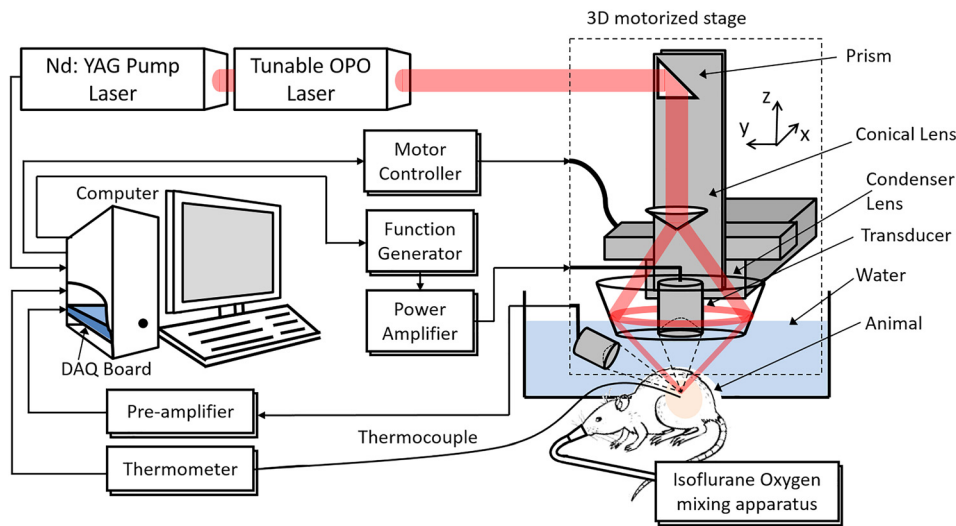 3D motorized stage
Nd: YAG Pump
Laser
Tunable OPO
Laser
Prism
z
y
x
Conical Lens
Motor
Controller
Computer
Condenser
Lens
Function
Generator
Transducer
Water
Power
Amplifier
Animal
DAQ Board
Pre-amplifier
Thermocouple
Thermometer
Isoflurane Oxygen
mixing apparatus